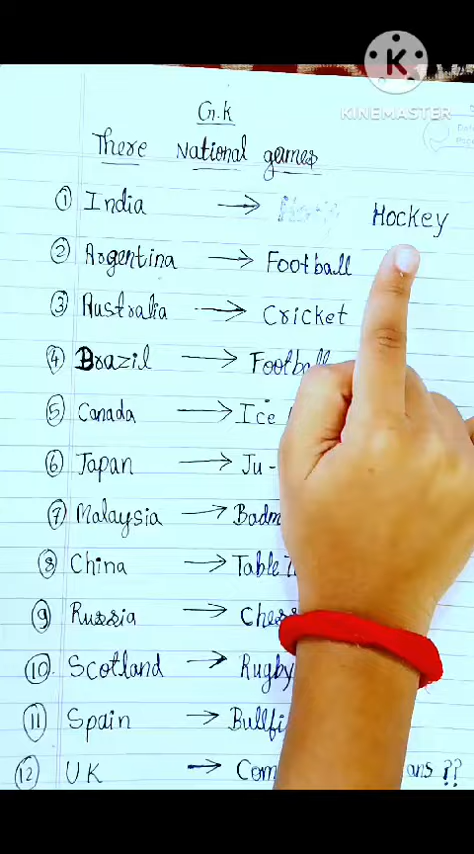 K
KINEMASTER
G.k
There National games
① India → Hockey
② Argentina → Football
③ Australia → Cricket
④ Brazil → Football
⑤ Canada → Ice
⑥ Japan → Ju-
⑦ Malaysia → Badm
⑧ China → Table
⑨ Russia → Chess
⑩ Scotland → Rugby
⑪ Spain → Bullfi
⑫ UK → Com ans ??